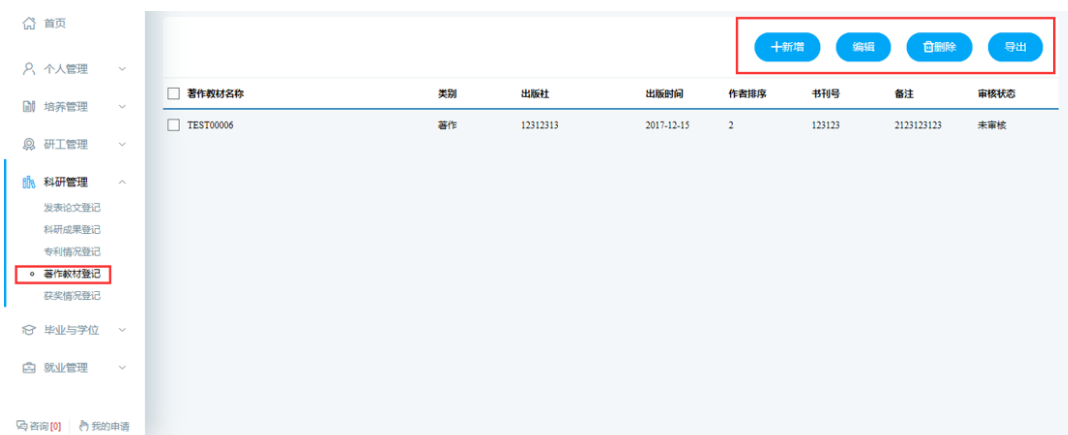 首页
个人管理
培养管理
研工管理
科研管理
发表论文登记
科研成果登记
专利情况登记
著作教材登记
获奖情况登记
毕业与学位
就业管理
咨询[0] 我的申请
+新增 编辑 删除 导出
著作教材名称 类别 出版社 出版时间 作者排序 书刊号 备注 审核状态
TEST00006 著作 12312313 2017-12-15 2 123123 2123123123 未审核